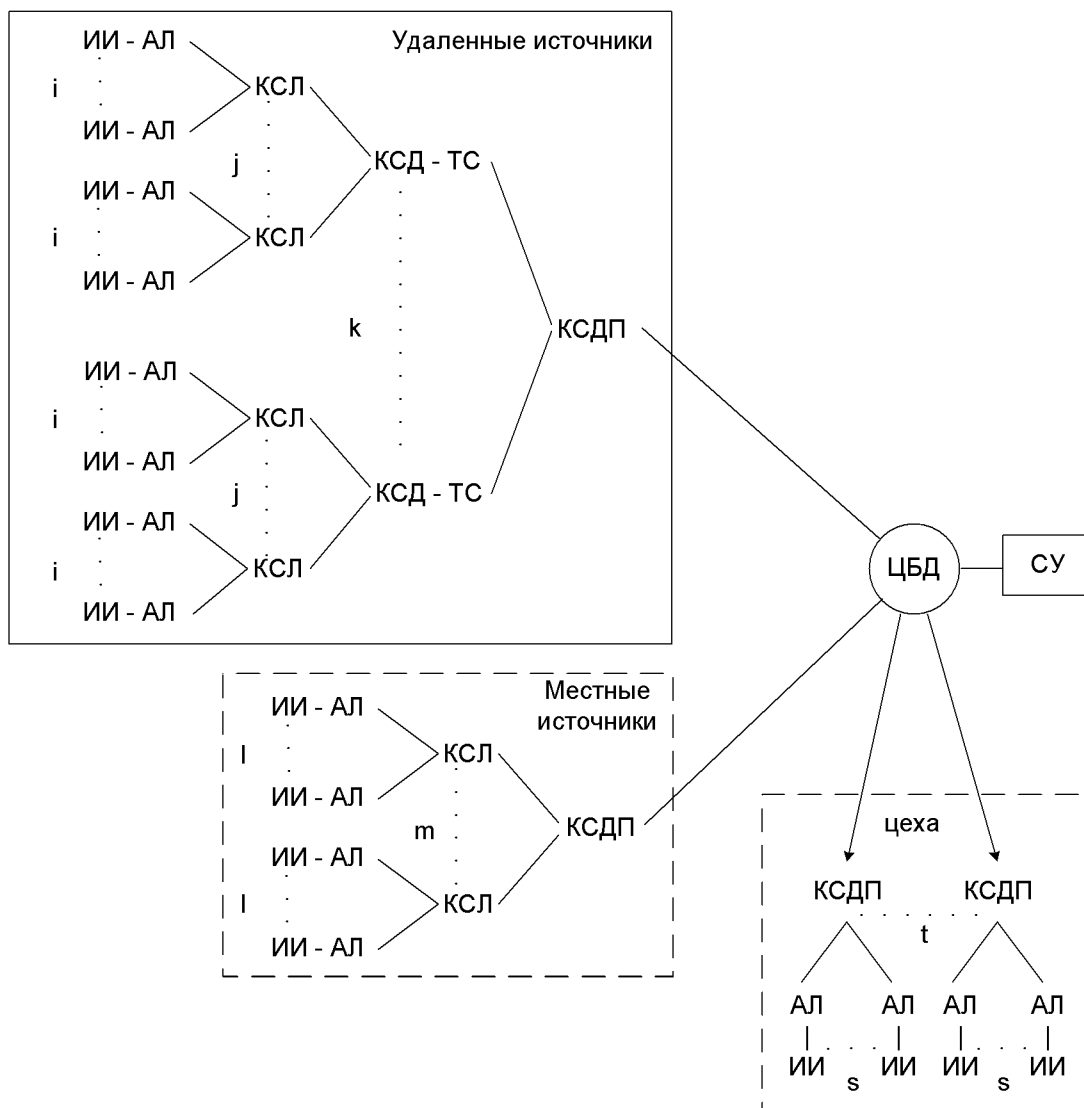 Удаленные источники
ИИ - АЛ
i
КСЛ
ИИ - АЛ
j
КСД - ТС
ИИ - АЛ
i
КСЛ
ИИ - АЛ
k
КСДП
ИИ - АЛ
i
КСЛ
ИИ - АЛ
j
КСД - ТС
ИИ - АЛ
i
КСЛ
ИИ - АЛ
ЦБД
СУ
Местные
источники
ИИ - АЛ
l
КСЛ
ИИ - АЛ
m
КСДП
ИИ - АЛ
l
КСЛ
ИИ - АЛ
цеха
КСДП КСДП
t
АЛ АЛ АЛ АЛ
ИИ ИИ ИИ ИИ
s s